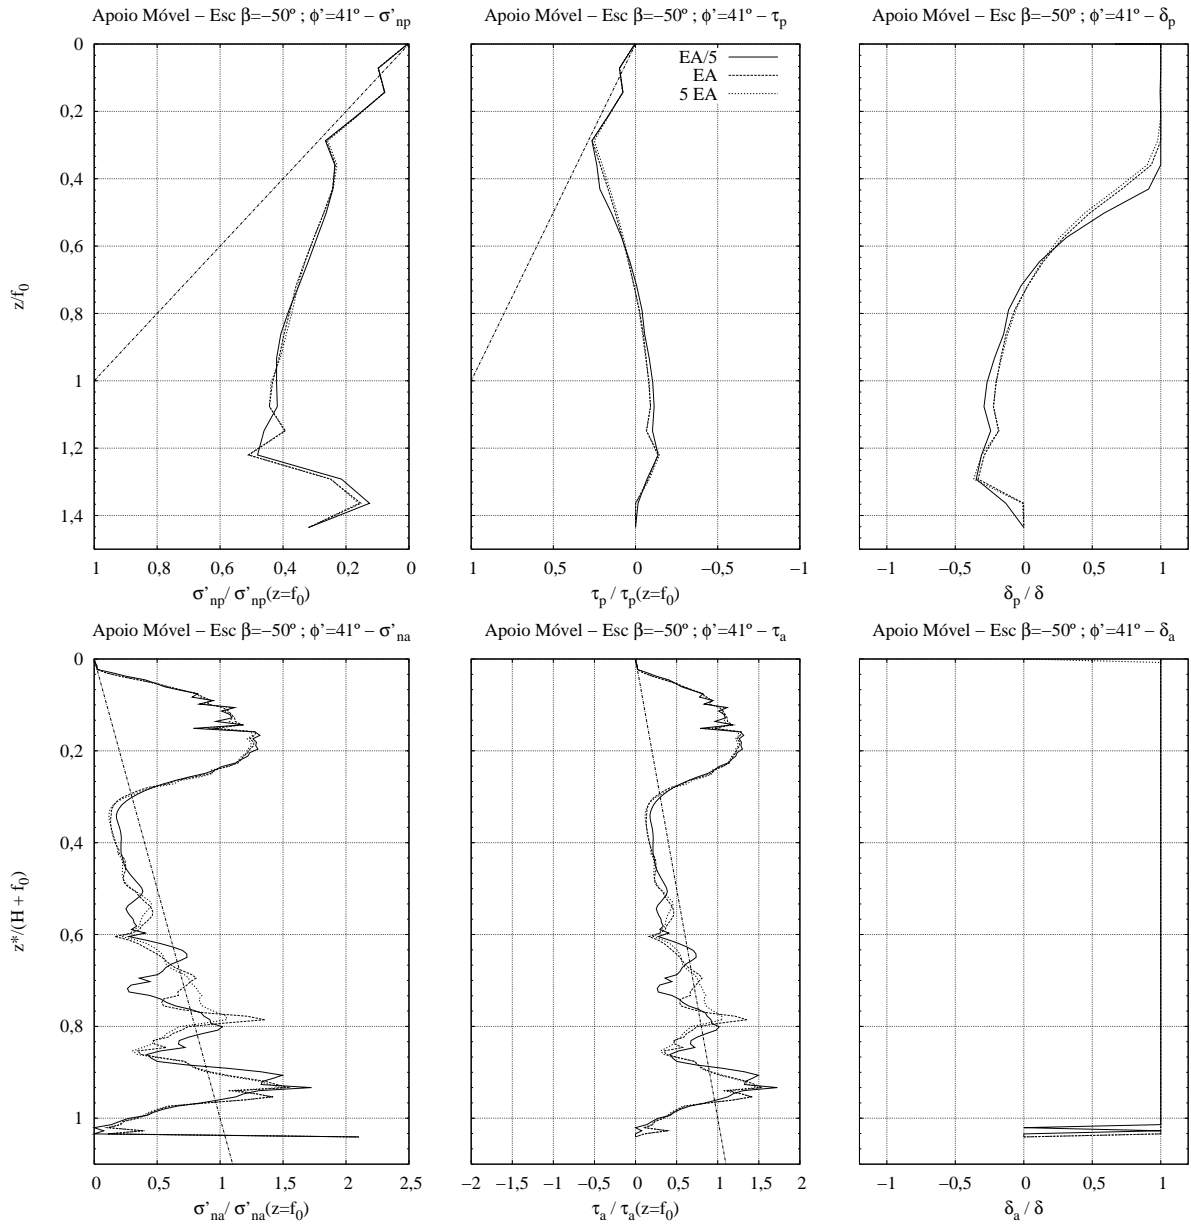 Apoio Móvel – Esc β=–50º ; ϕ'=41º – σ'np
Apoio Móvel – Esc β=–50º ; ϕ'=41º – τp
Apoio Móvel – Esc β=–50º ; ϕ'=41º – δp
0
0,2
0,4
0,6
0,8
1
1,2
1,4
z/f0
1 0,8 0,6 0,4 0,2 0
σ'np/ σ'np(z=f0)
EA/5
EA
5 EA
1 0,5 0 –0,5 –1
τp / τp(z=f0)
–1 –0,5 0 0,5 1
δp / δ
Apoio Móvel – Esc β=–50º ; ϕ'=41º – σ'na
Apoio Móvel – Esc β=–50º ; ϕ'=41º – τa
Apoio Móvel – Esc β=–50º ; ϕ'=41º – δa
0
0,2
0,4
0,6
0,8
1
z*/(H + f0)
0 0,5 1 1,5 2 2,5
σ'na/ σ'na(z=f0)
–2 –1,5 –1 –0,5 0 0,5 1 1,5 2
τa / τa(z=f0)
–1 –0,5 0 0,5 1
δa / δ